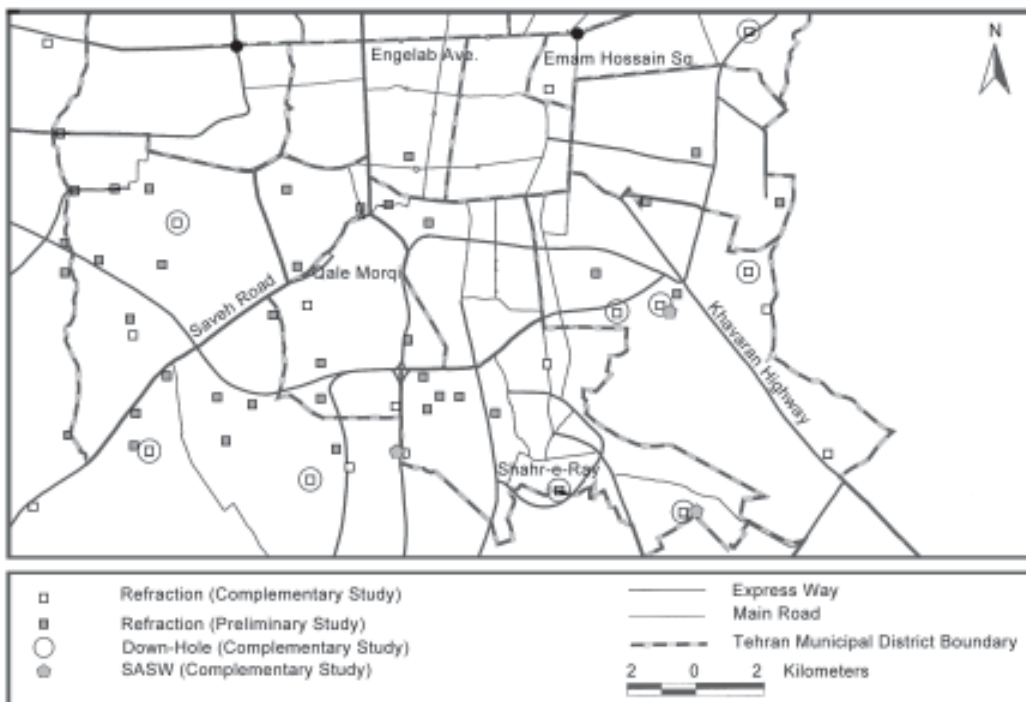 N
Engelab Ave.
Emam Hossain Sq.
Qale Morqi
Saveh Road
Khavaran Highway
Shahr-e-Ray
Refraction (Complementary Study)
Refraction (Preliminary Study)
Down-Hole (Complementary Study)
SASW (Complementary Study)
Express Way
Main Road
Tehran Municipal District Boundary
2 0 2 Kilometers